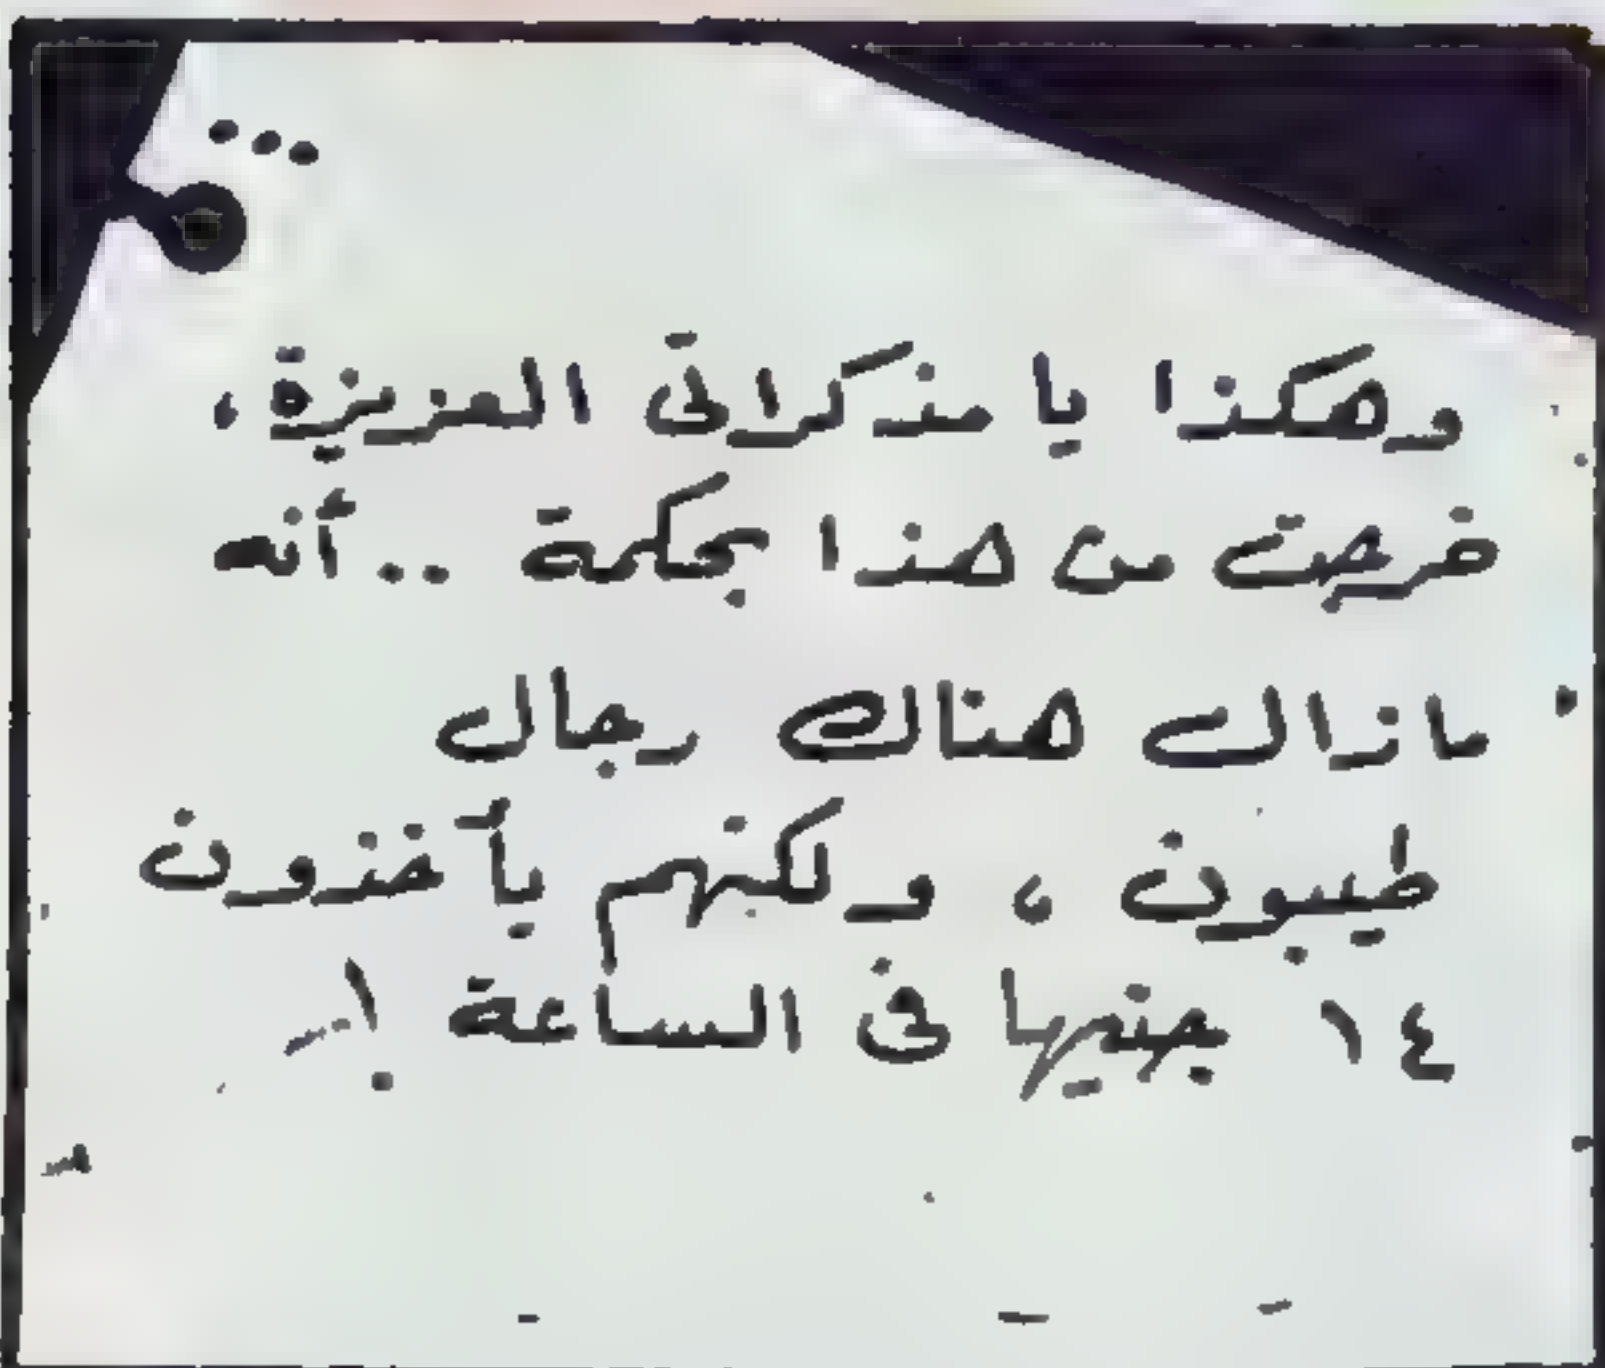 ...
وهكذا يا مذكراتى العزيزة ،
خرجت من هذا بحكمة .. أنه
مازال هناك رجال
طيبون ، ولكنهم يأخذون
١٤ جنيها فى الساعة !